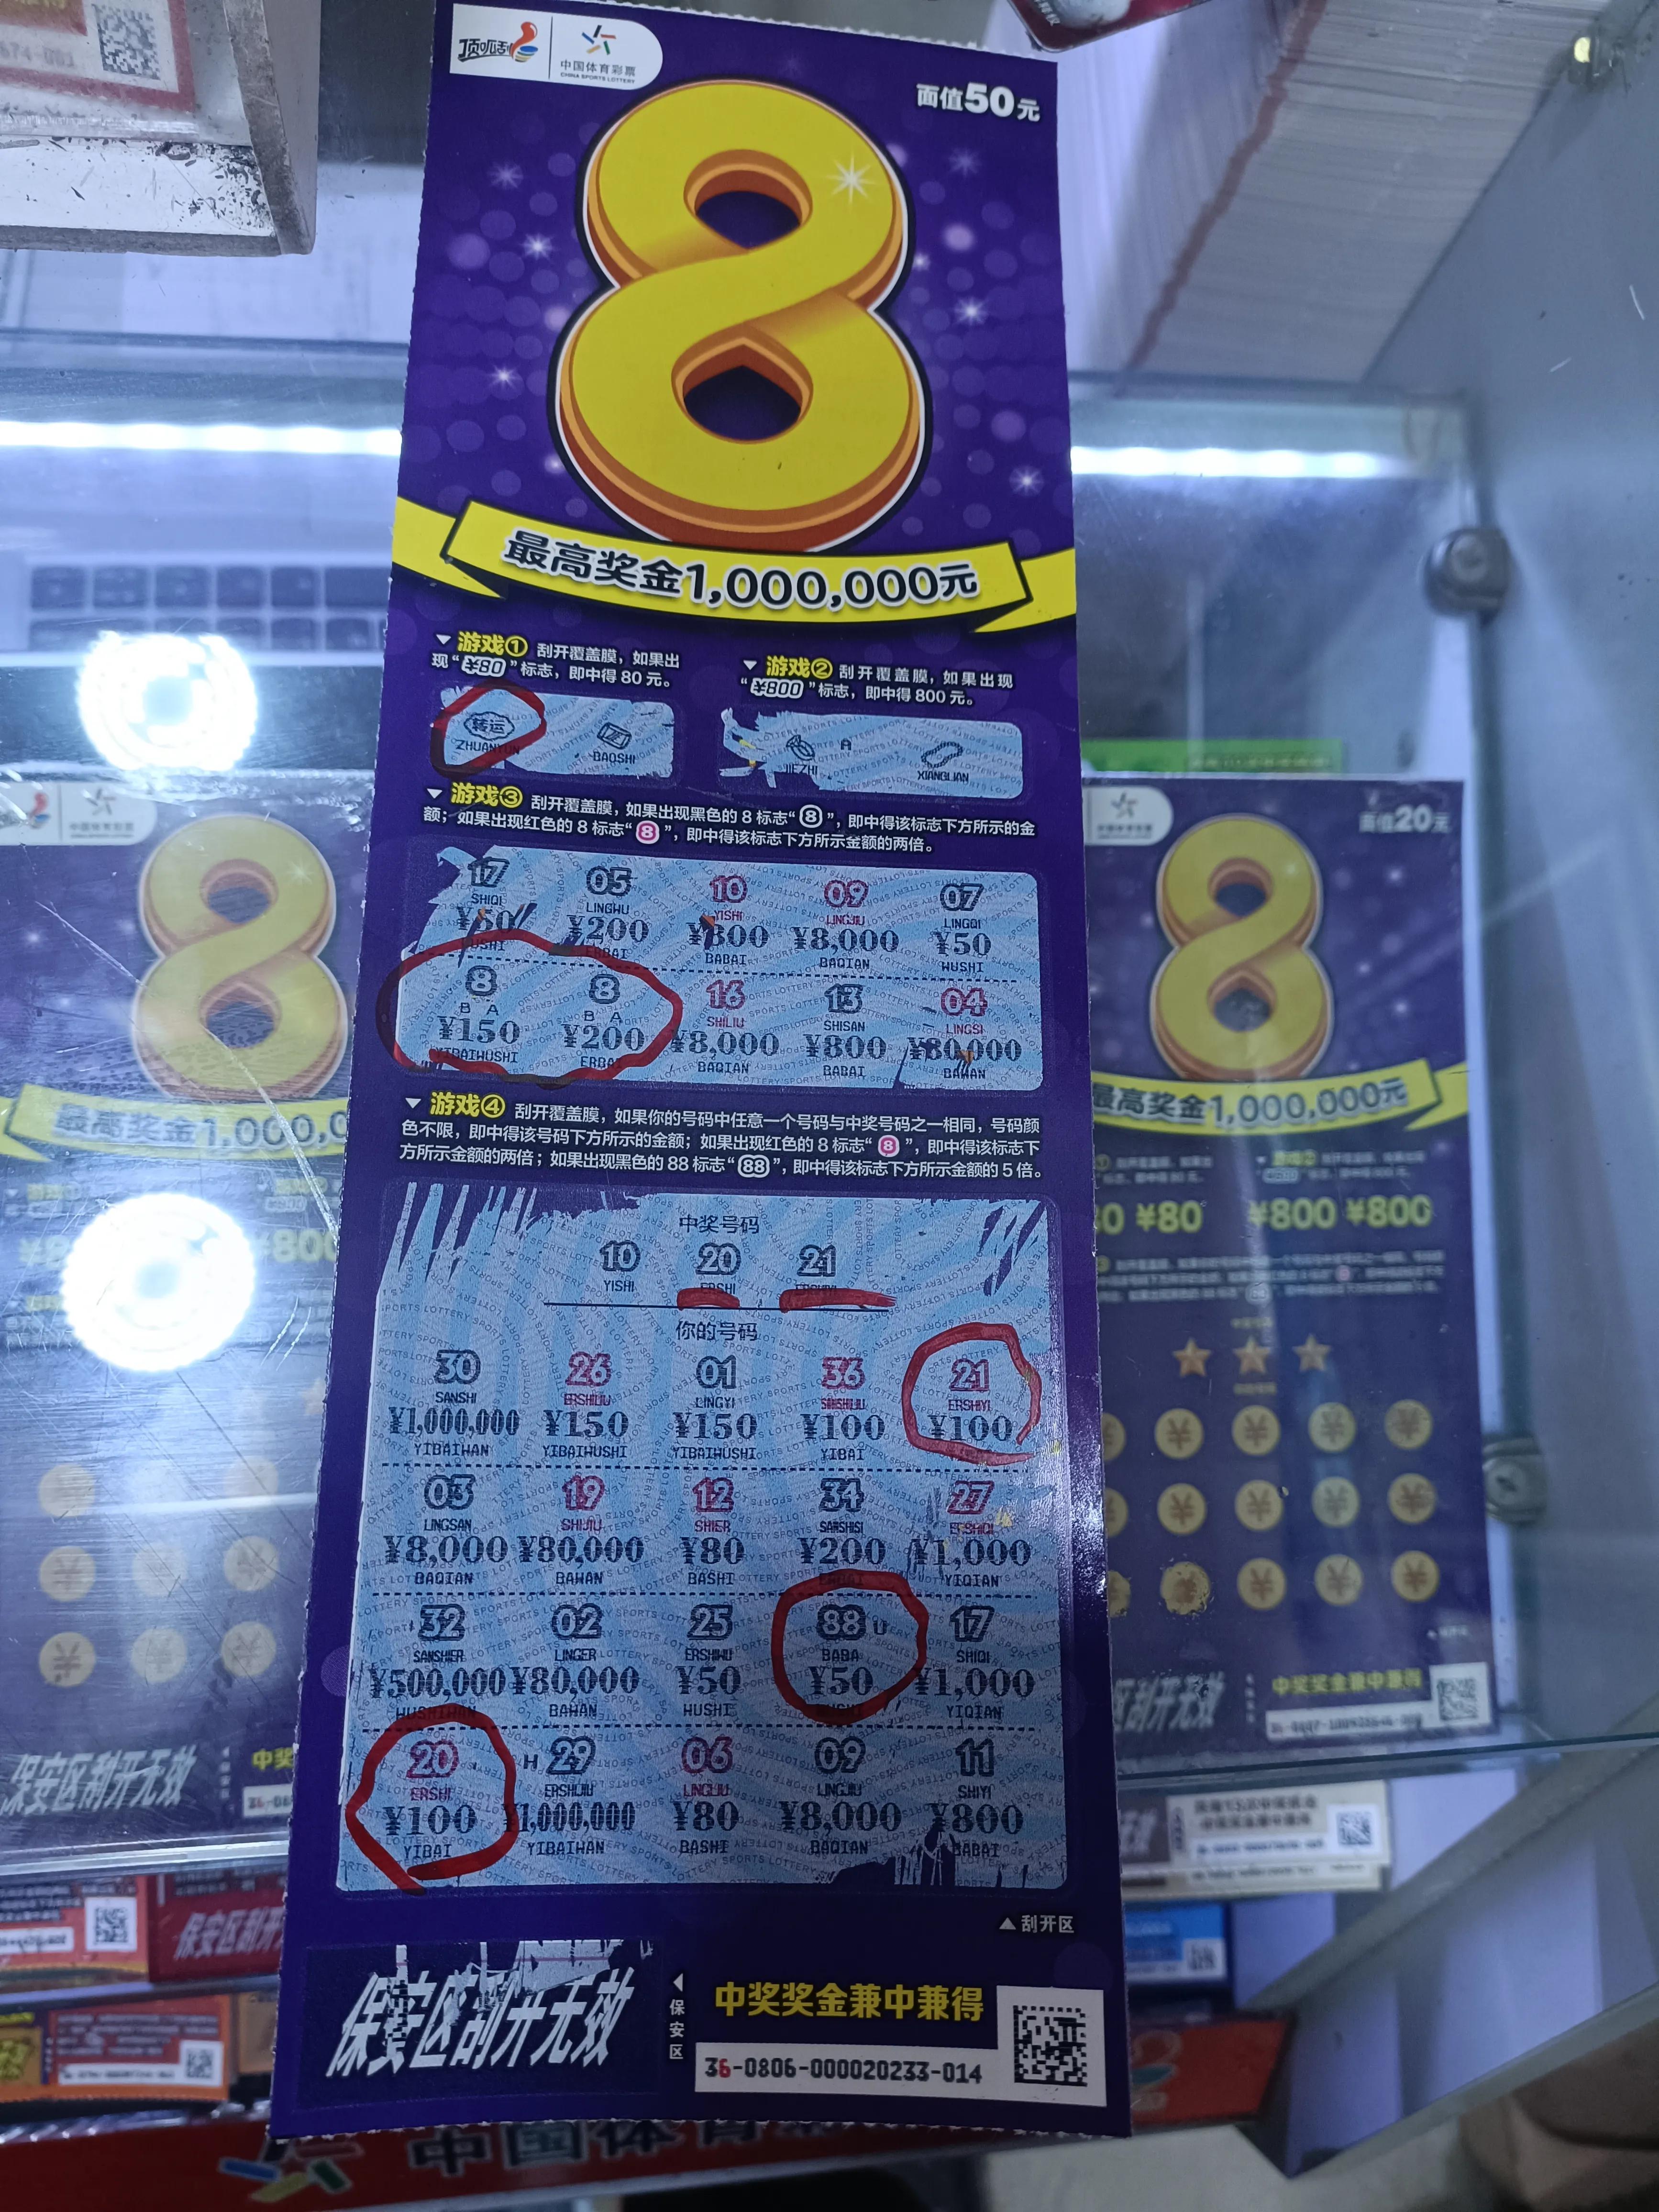 顶呱刮
中国体育彩票
CHINA SPORTS LOTTERY
面值50元
8
最高奖金1,000,000元
游戏① 刮开覆盖膜，如果出
现“¥80”标志，即中得 80 元。
游戏② 刮开覆盖膜，如果出现
“¥800”标志，即中得 800 元。
转运
ZHUANYUN
BAOSHI
JIEZHI
A
XIANGLIAN
游戏③ 刮开覆盖膜，如果出现黑色的 8 标志“8”，即中得该标志下方所示的金
额；如果出现红色的 8 标志“8”，即中得该标志下方所示金额的两倍。
17 05 10 09 07
SHIQI LINGWU YISHI LINGJIU LINGQI
¥50 ¥200 ¥800 ¥8,000 ¥50
WUSHI ERBAI BABAI BAQIAN WUSHI
8 8 16 13 04
B A B A SHILIU SHISAN LINGSI
¥150 ¥200 ¥8,000 ¥800 ¥80,000
YIBAIWUSHI ERBAI BAQIAN BABAI BAWAN
游戏④ 刮开覆盖膜，如果你的号码中任意一个号码与中奖号码之一相同，号码颜
色不限，即中得该号码下方所示的金额；如果出现红色的 8 标志“8”，即中得该标志下
方所示金额的两倍；如果出现黑色的 88 标志“88”，即中得该标志下方所示金额的 5 倍。
中奖号码
10 20 21
YISHI ERSHI ERSHIYI
你的号码
30 26 01 36 21
SANSHI ERSHILIU LINGYI SANSHILIU ERSHIYI
¥1,000,000 ¥150 ¥150 ¥100 ¥100
YIBAIWAN YIBAIWUSHI YIBAIWUSHI YIBAI
03 19 12 34 27
LINGSAN SHIJIU SHIER SANSHISI ERSHIQI
¥8,000 ¥80,000 ¥80 ¥200 ¥1,000
BAQIAN BAWAN BASHI ERBAI YIQIAN
32 02 25 88 U 17
SANSHIER LINGER ERSHIWU BABA SHIQI
¥500,000 ¥80,000 ¥50 ¥50 ¥1,000
WUSHIWAN BAWAN WUSHI WUSHI YIQIAN
20 H 29 06 09 11
ERSHI ERSHIJIU LINGLIU LINGJIU SHIYI
¥100 ¥1,000,000 ¥80 ¥8,000 ¥800
YIBAI YIBAIWAN BASHI BAQIAN BABAI
刮开区
保安区刮开无效
保安区
中奖奖金兼中兼得
36-0806-000020233-014
中国体育彩票
8
最高奖金1,000,0
保安区刮开无效
中国体育彩票
面值20元
8
最高奖金1,000,000元
0 ¥80 ¥800 ¥800
区刮开无效
中奖奖金兼中兼得
中国体育